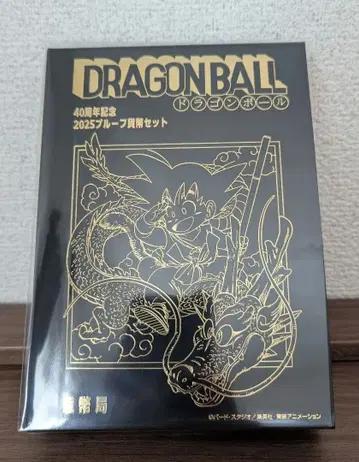 DRAGONBALL
ドラゴンボール
40周年記念
2025プルーフ貨幣セット
幣局
©バード・スタジオ/集英社・東映アニメーション